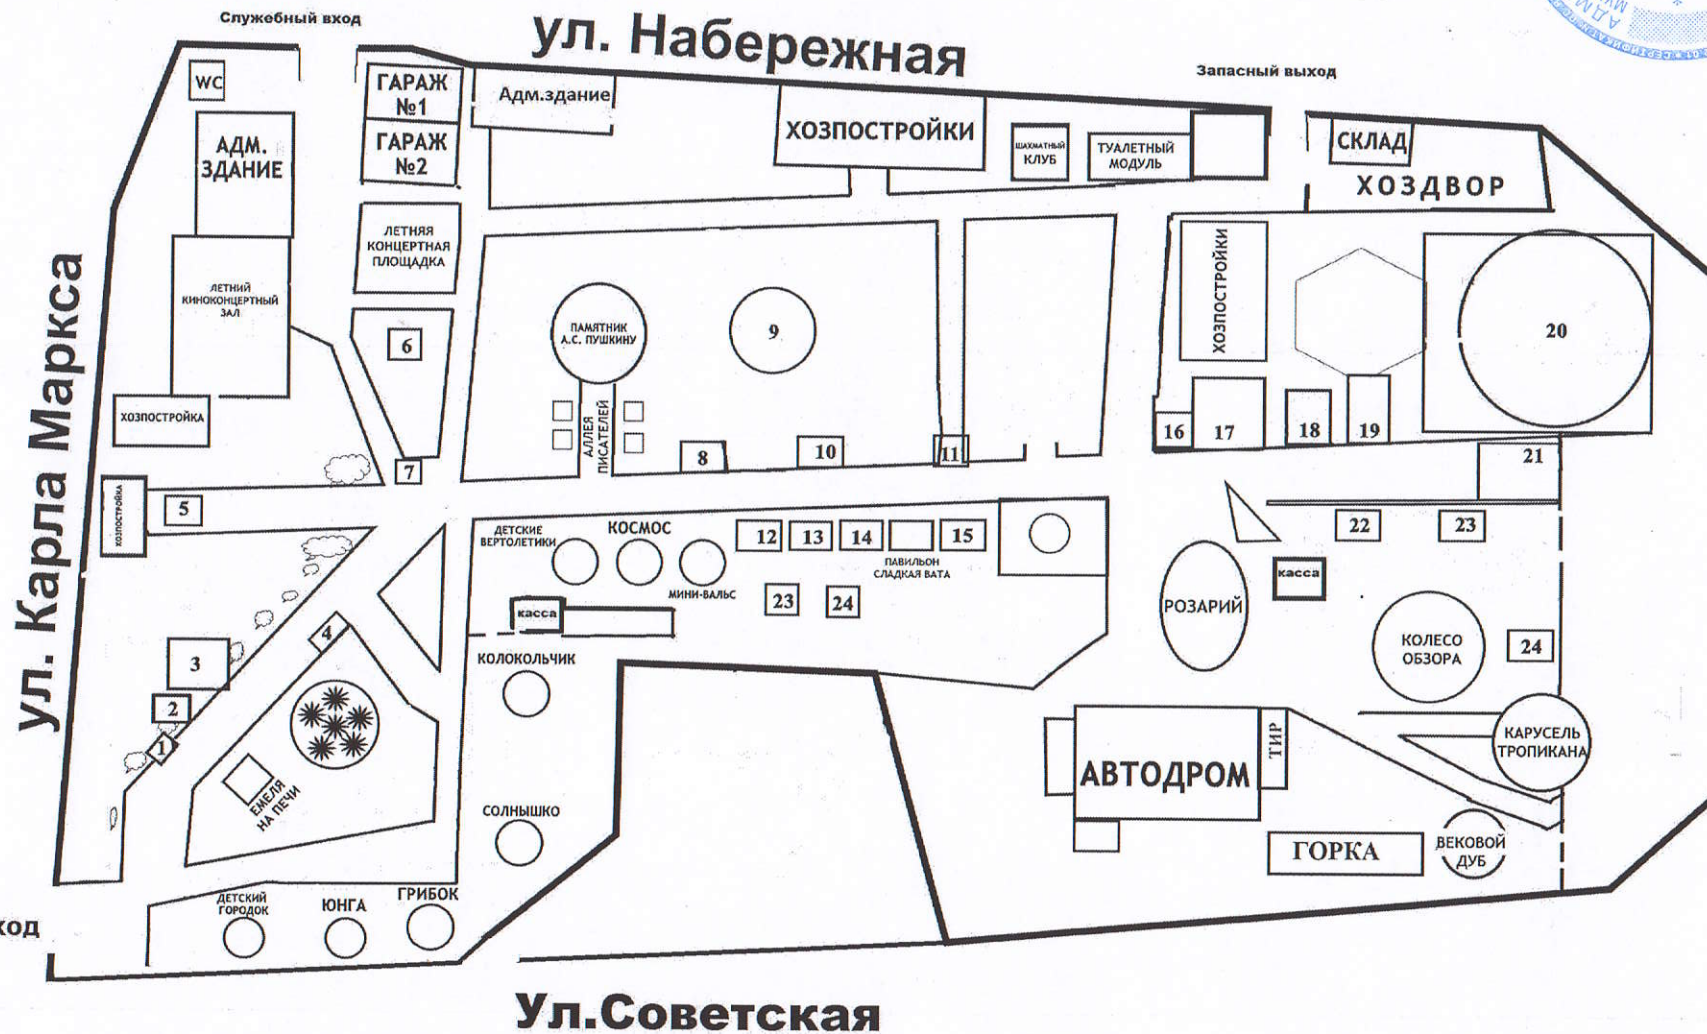 Служебный вход
ул. Набережная
Запасный выход
WC
ГАРАЖ
№1
Адм.здание
ГАРАЖ
№2
АДМ.
ЗДАНИЕ
ХОЗПОСТРОЙКИ
ШАХМАТНЫЙ
КЛУБ
ТУАЛЕТНЫЙ
МОДУЛЬ
СКЛАД
ХОЗДВОР
ЛЕТНЯЯ
КОНЦЕРТНАЯ
ПЛОЩАДКА
ЛЕТНИЙ
КИНОКОНЦЕРТНЫЙ
ЗАЛ
ул. Карла Маркса
6
ПАМЯТНИК
А.С. ПУШКИНУ
9
ХОЗПОСТРОЙКИ
20
ХОЗПОСТРОЙКА
АЛЛЕЯ
ПИСАТЕЛЕЙ
7
8
10
11
16
17
18
19
21
ХОЗПОСТРОЙКА
5
ДЕТСКИЕ
ВЕРТОЛЕТИКИ
КОСМОС
МИНИ-ВАЛЬС
12
13
14
15
ПАВИЛЬОН
СЛАДКАЯ ВАТА
22
23
касса
23
24
касса
РОЗАРИЙ
КОЛЕСО
ОБЗОРА
24
4
3
2
1
КОЛОКОЛЬЧИК
ЕМЕЛЯ
НА ПЕЧИ
СОЛНЫШКО
АВТОДРОМ
ТИР
КАРУСЕЛЬ
ТРОПИКАНА
ГОРКА
ВЕКОВОЙ
ДУБ
ДЕТСКИЙ
ГОРОДОК
ЮНГА
ГРИБОК
ход
Ул.Советская